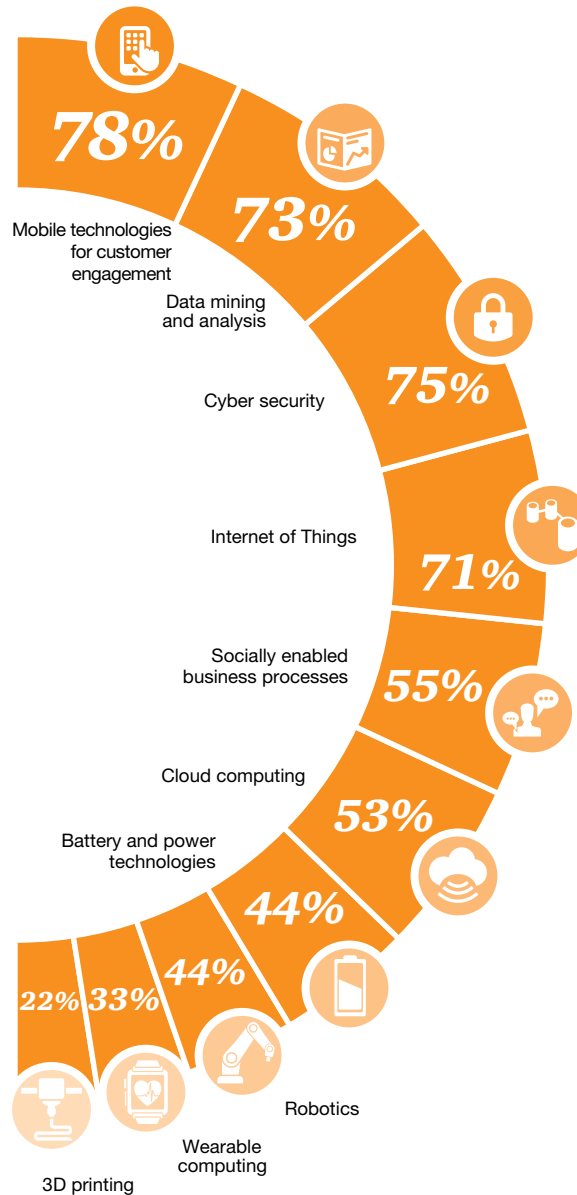 78%
Mobile technologies
for customer
engagement
73%
Data mining
and analysis
75%
Cyber security
71%
Internet of Things
55%
Socially enabled
business processes
53%
Cloud computing
44%
Battery and power
technologies
44%
Robotics
33%
Wearable
computing
22%
3D printing